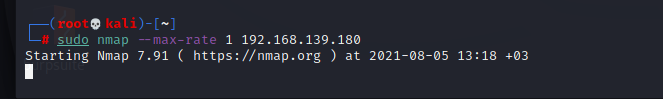 (root💀kali)-[~]
# sudo nmap --max-rate 1 192.168.139.180
Starting Nmap 7.91 ( https://nmap.org ) at 2021-08-05 13:18 +03